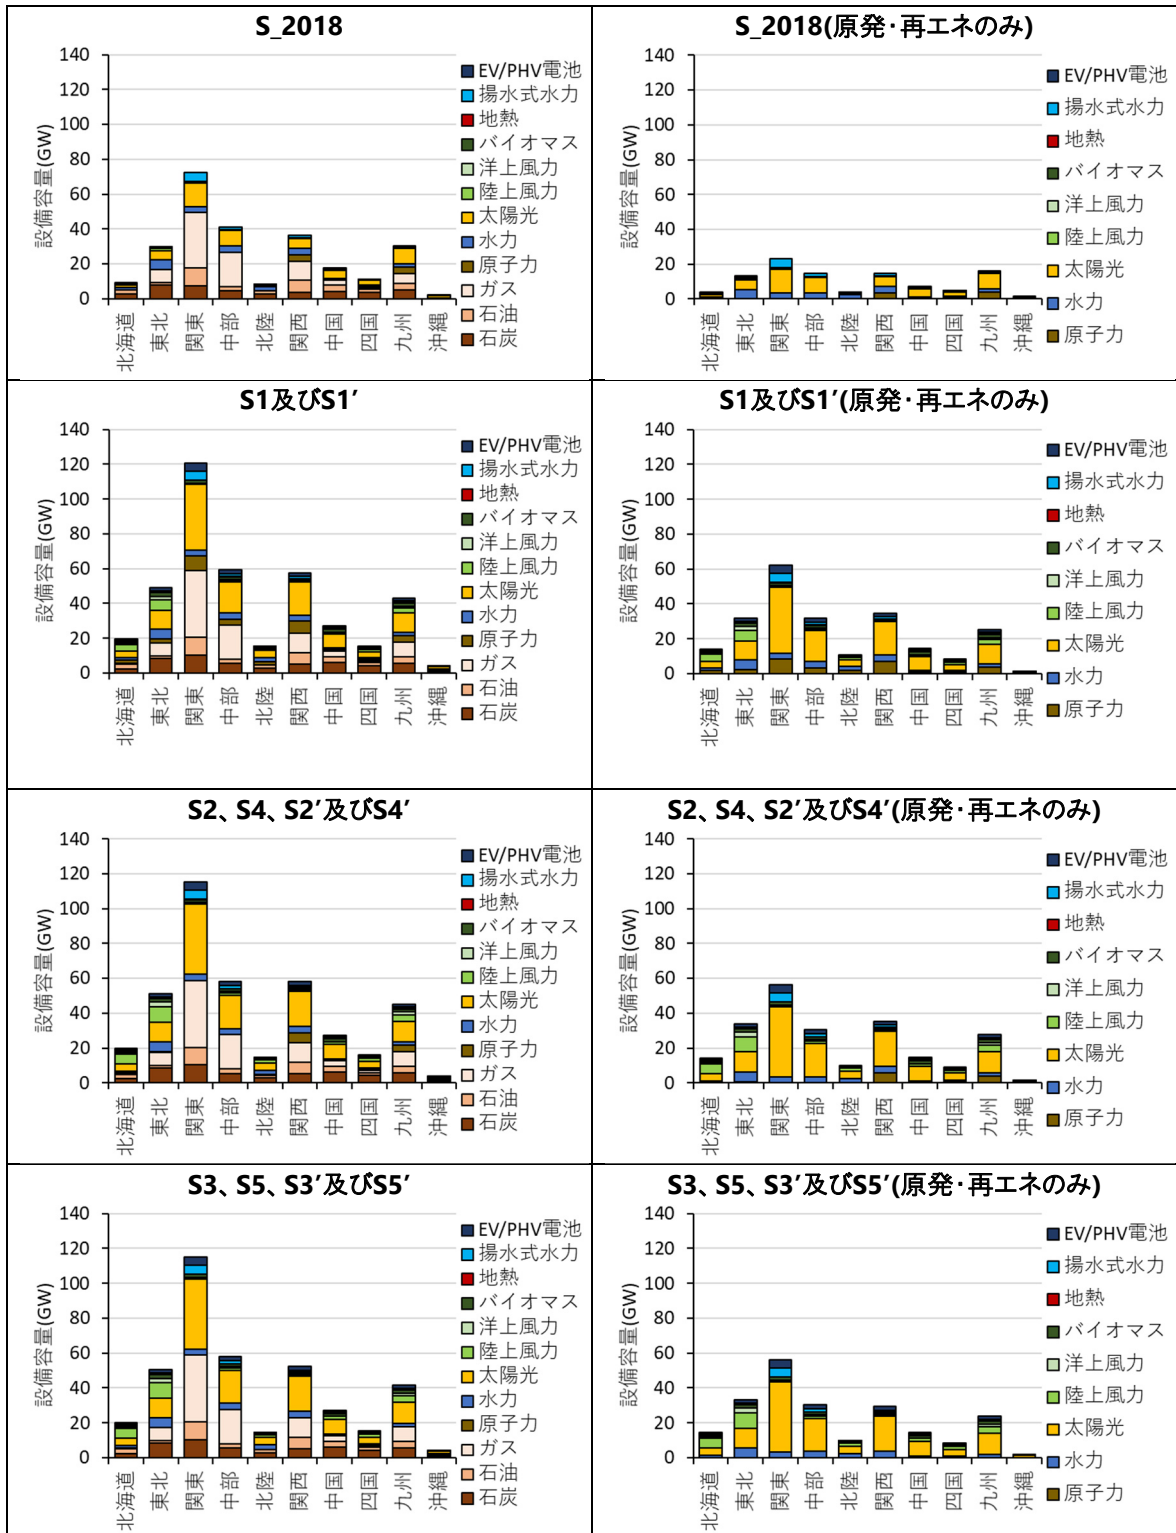 S_2018
140
120
100
80
60
40
20
0
設備容量(GW)
北海道
東北
関東
中部
北陸
関西
中国
四国
九州
沖縄
EV/PHV電池
揚水式水力
地熱
バイオマス
洋上風力
陸上風力
太陽光
水力
原子力
ガス
石油
石炭
S_2018(原発・再エネのみ)
140
120
100
80
60
40
20
0
設備容量(GW)
北海道
東北
関東
中部
北陸
関西
中国
四国
九州
沖縄
EV/PHV電池
揚水式水力
地熱
バイオマス
洋上風力
陸上風力
太陽光
水力
原子力
S1及びS1’
140
120
100
80
60
40
20
0
設備容量(GW)
北海道
東北
関東
中部
北陸
関西
中国
四国
九州
沖縄
EV/PHV電池
揚水式水力
地熱
バイオマス
洋上風力
陸上風力
太陽光
水力
原子力
ガス
石油
石炭
S1及びS1’(原発・再エネのみ)
140
120
100
80
60
40
20
0
設備容量(GW)
北海道
東北
関東
中部
北陸
関西
中国
四国
九州
沖縄
EV/PHV電池
揚水式水力
地熱
バイオマス
洋上風力
陸上風力
太陽光
水力
原子力
S2、S4、S2’及びS4’
140
120
100
80
60
40
20
0
設備容量(GW)
北海道
東北
関東
中部
北陸
関西
中国
四国
九州
沖縄
EV/PHV電池
揚水式水力
地熱
バイオマス
洋上風力
陸上風力
太陽光
水力
原子力
ガス
石油
石炭
S2、S4、S2’及びS4’(原発・再エネのみ)
140
120
100
80
60
40
20
0
設備容量(GW)
北海道
東北
関東
中部
北陸
関西
中国
四国
九州
沖縄
EV/PHV電池
揚水式水力
地熱
バイオマス
洋上風力
陸上風力
太陽光
水力
原子力
S3、S5、S3’及びS5’
140
120
100
80
60
40
20
0
設備容量(GW)
北海道
東北
関東
中部
北陸
関西
中国
四国
九州
沖縄
EV/PHV電池
揚水式水力
地熱
バイオマス
洋上風力
陸上風力
太陽光
水力
原子力
ガス
石油
石炭
S3、S5、S3’及びS5’(原発・再エネのみ)
140
120
100
80
60
40
20
0
設備容量(GW)
北海道
東北
関東
中部
北陸
関西
中国
四国
九州
沖縄
EV/PHV電池
揚水式水力
地熱
バイオマス
洋上風力
陸上風力
太陽光
水力
原子力